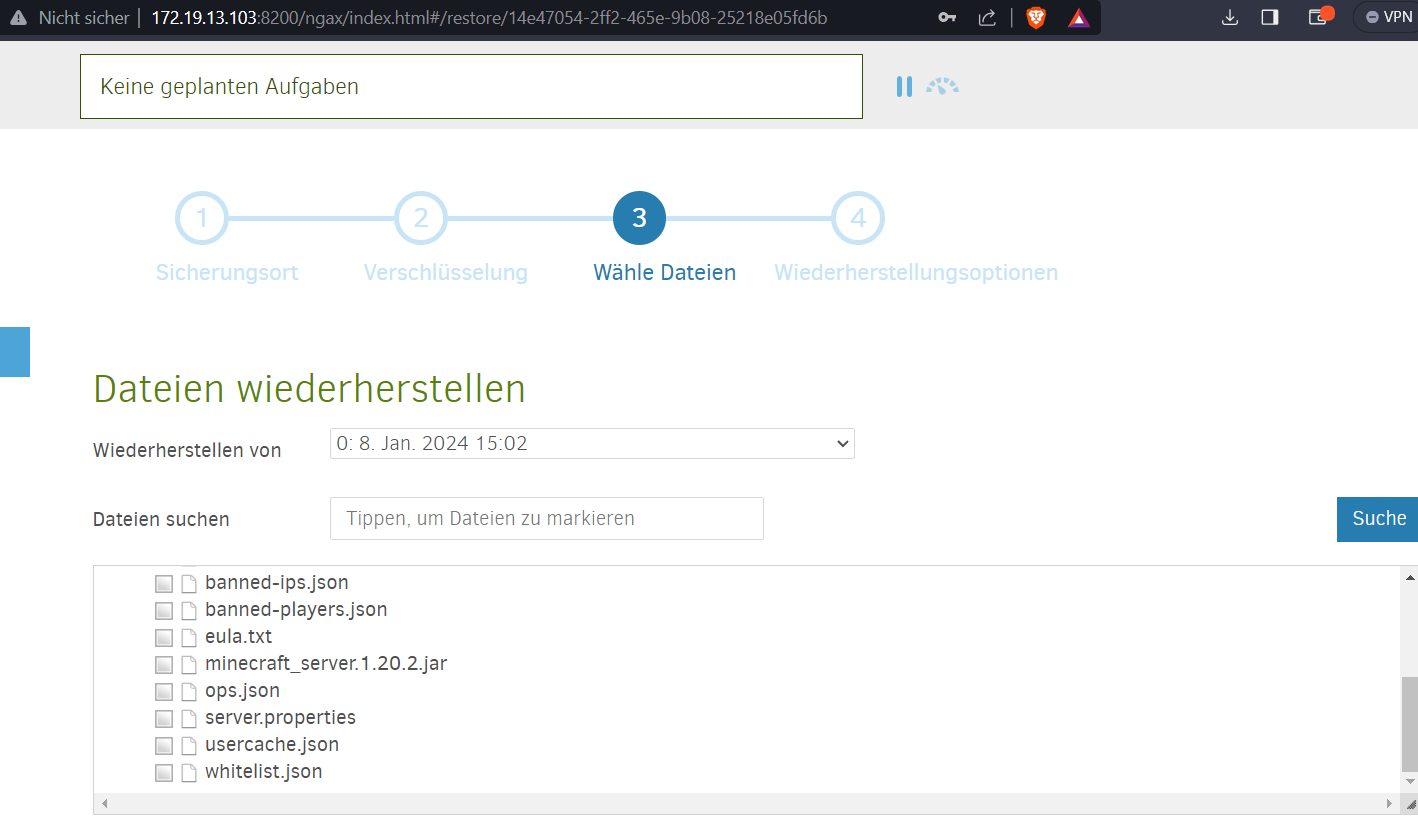 Nicht sicher 172.19.13.103:8200/ngax/index.html#/restore/14e47054-2ff2-465e-9b08-25218e05fd6b VPN
Keine geplanten Aufgaben
1 2 3 4
Sicherungsort Verschlüsselung Wähle Dateien Wiederherstellungsoptionen
Dateien wiederherstellen
Wiederherstellen von 0: 8. Jan. 2024 15:02
Dateien suchen Tippen, um Dateien zu markieren Suche
banned-ips.json
banned-players.json
eula.txt
minecraft_server.1.20.2.jar
ops.json
server.properties
usercache.json
whitelist.json